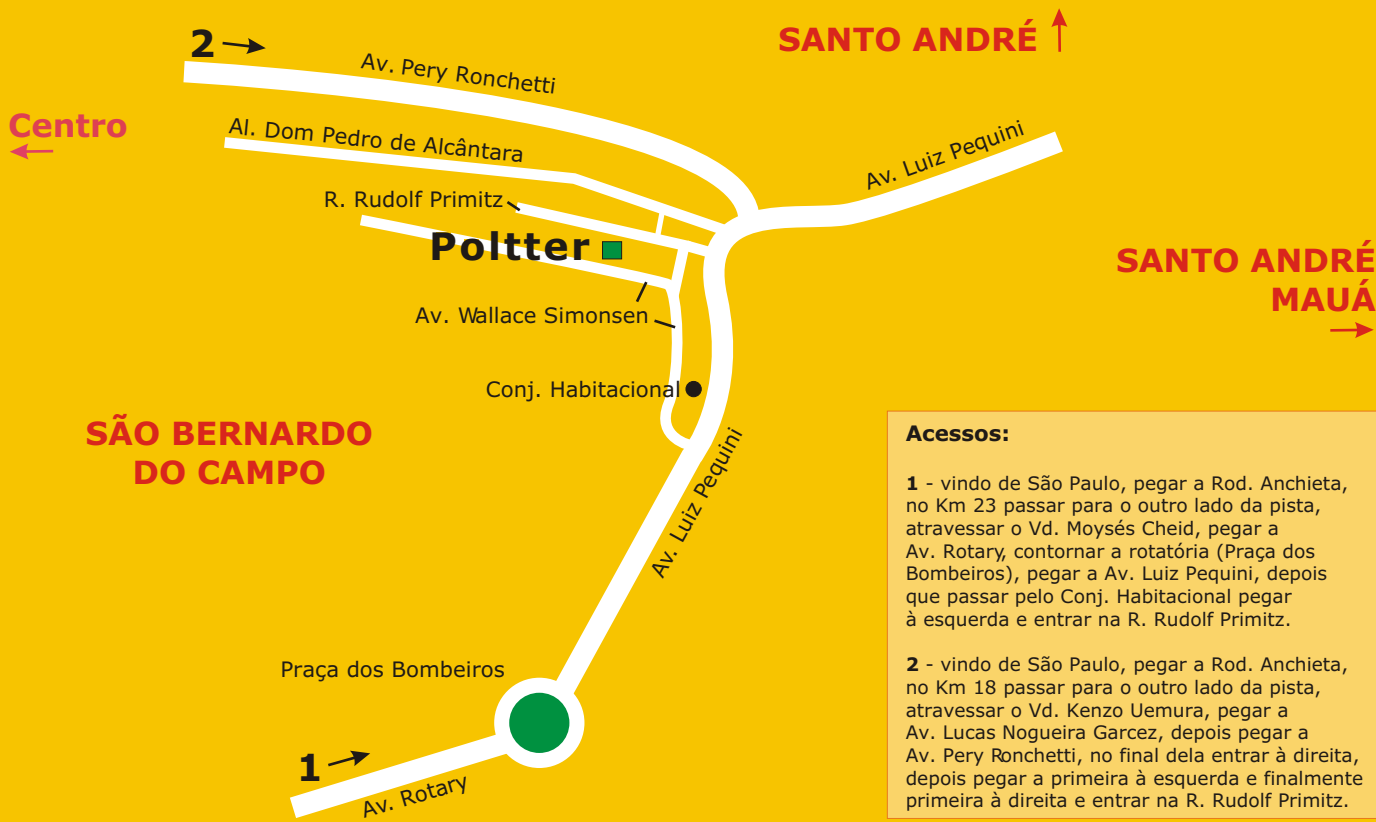 2
SANTO ANDRÉ
Av. Pery Ronchetti
Centro
Al. Dom Pedro de Alcântara
Av. Luiz Pequini
R. Rudolf Primitz
Poltter
SANTO ANDRÉ
MAUÁ
Av. Wallace Simonsen
Conj. Habitacional
SÃO BERNARDO
DO CAMPO
Av. Luiz Pequini
Praça dos Bombeiros
1
Av. Rotary
Acessos:
1 - vindo de São Paulo, pegar a Rod. Anchieta,
no Km 23 passar para o outro lado da pista,
atravessar o Vd. Moysés Cheid, pegar a
Av. Rotary, contornar a rotatória (Praça dos
Bombeiros), pegar a Av. Luiz Pequini, depois
que passar pelo Conj. Habitacional pegar
à esquerda e entrar na R. Rudolf Primitz.
2 - vindo de São Paulo, pegar a Rod. Anchieta,
no Km 18 passar para o outro lado da pista,
atravessar o Vd. Kenzo Uemura, pegar a
Av. Lucas Nogueira Garcez, depois pegar a
Av. Pery Ronchetti, no final dela entrar à direita,
depois pegar a primeira à esquerda e finalmente
primeira à direita e entrar na R. Rudolf Primitz.